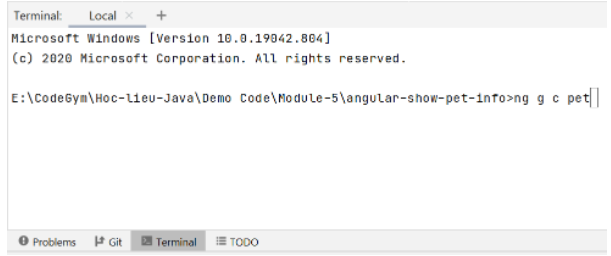 Terminal: Local × +
Microsoft Windows [Version 10.0.19042.804]
(c) 2020 Microsoft Corporation. All rights reserved.
E:\CodeGym\Hoc-lieu-Java\Demo Code\Module-5\angular-show-pet-info>ng g c pet
Problems Git Terminal TODO